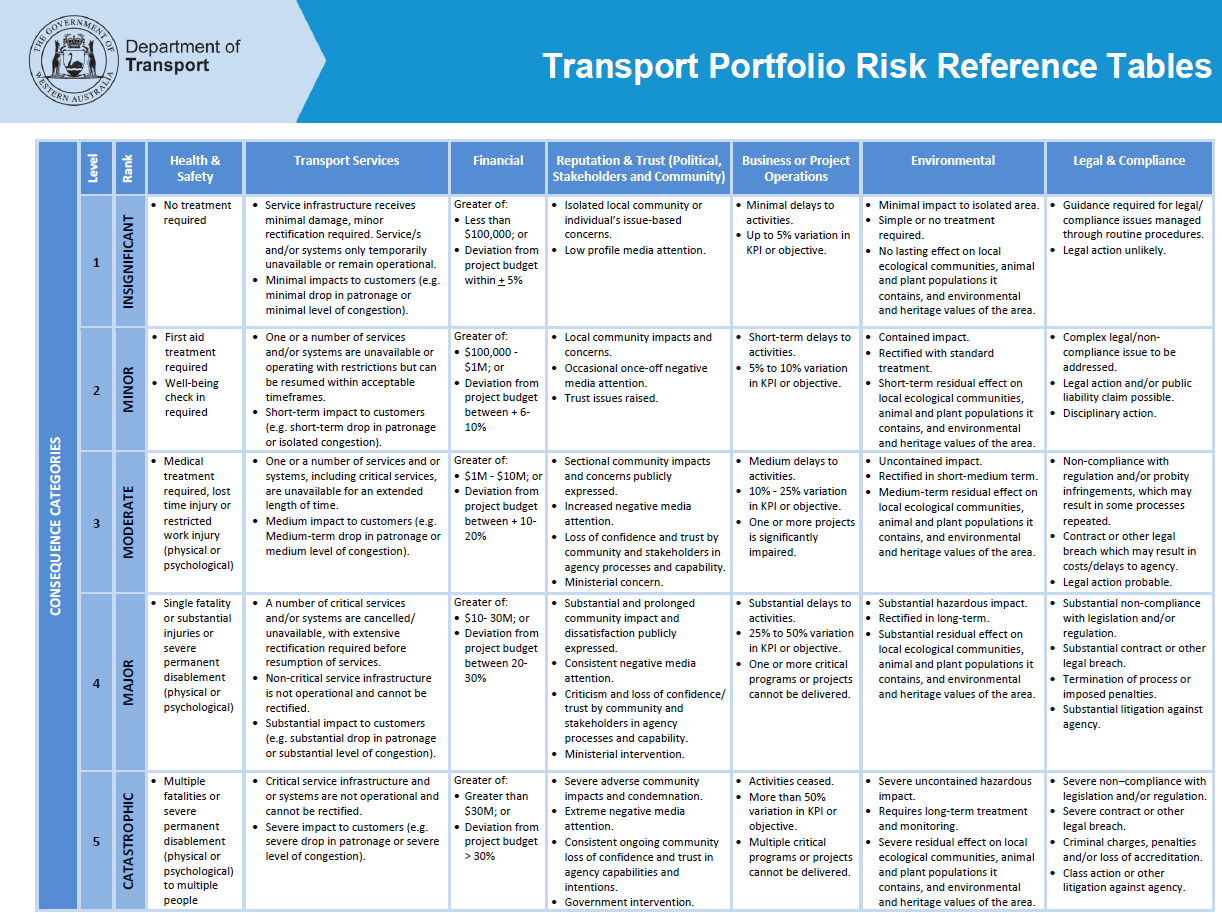 THE GOVERNMENT OF
WESTERN AUSTRALIA
Department of
Transport
Transport Portfolio Risk Reference Tables
CONSEQUENCE CATEGORIES
Level
Rank
Health &
Safety
Transport Services
Financial
Reputation & Trust (Political,
Stakeholders and Community)
Business or Project
Operations
Environmental
Legal & Compliance
1
INSIGNIFICANT
• No treatment
required
• Service infrastructure receives
minimal damage, minor
rectification required. Service/s
and/or systems only temporarily
unavailable or remain operational.
• Minimal impacts to customers (e.g.
minimal drop in patronage or
minimal level of congestion).
Greater of:
• Less than
$100,000; or
• Deviation from
project budget
within ± 5%
• Isolated local community or
individual's issue-based
concerns.
• Low profile media attention.
• Minimal delays to
activities.
• Up to 5% variation in
KPI or objective.
• Minimal impact to isolated area.
• Simple or no treatment
required.
• No lasting effect on local
ecological communities, animal
and plant populations it
contains, and environmental
and heritage values of the area.
• Guidance required for legal/
compliance issues managed
through routine procedures.
• Legal action unlikely.
2
MINOR
• First aid
treatment
required
• Well-being
check in
required
• One or a number of services
and/or systems are unavailable or
operating with restrictions but can
be resumed within acceptable
timeframes.
• Short-term impact to customers
(e.g. short-term drop in patronage
or isolated congestion).
Greater of:
• $100,000 -
$1M; or
• Deviation from
project budget
between + 6-
10%
• Local community impacts and
concerns.
• Occasional once-off negative
media attention.
• Trust issues raised.
• Short-term delays to
activities.
• 5% to 10% variation
in KPI or objective.
• Contained impact.
• Rectified with standard
treatment.
• Short-term residual effect on
local ecological communities,
animal and plant populations it
contains, and environmental
and heritage values of the area.
• Complex legal/non-
compliance issue to be
addressed.
• Legal action and/or public
liability claim possible.
• Disciplinary action.
3
MODERATE
• Medical
treatment
required, lost
time injury or
restricted
work injury
(physical or
psychological)
• One or a number of services and or
systems, including critical services,
are unavailable for an extended
length of time.
• Medium impact to customers (e.g.
Medium-term drop in patronage or
medium level of congestion).
Greater of:
• $1M - $10M; or
• Deviation from
project budget
between + 10-
20%
• Sectional community impacts
and concerns publicly
expressed.
• Increased negative media
attention.
• Loss of confidence and trust by
community and stakeholders in
agency processes and capability.
• Ministerial concern.
• Medium delays to
activities.
• 10% - 25% variation
in KPI or objective.
• One or more projects
is significantly
impaired.
• Uncontained impact.
• Rectified in short-medium term.
• Medium-term residual effect on
local ecological communities,
animal and plant populations it
contains, and environmental
and heritage values of the area.
• Non-compliance with
regulation and/or probity
infringements, which may
result in some processes
repeated.
• Contract or other legal
breach which may result in
costs/delays to agency.
• Legal action probable.
4
MAJOR
• Single fatality
or substantial
injuries or
severe
permanent
disablement
(physical or
psychological)
• A number of critical services
and/or systems are cancelled/
unavailable, with extensive
rectification required before
resumption of services.
• Non-critical service infrastructure
is not operational and cannot be
rectified.
• Substantial impact to customers
(e.g. substantial drop in patronage
or substantial level of congestion).
Greater of:
• $10- 30M; or
• Deviation from
project budget
between 20-
30%
• Substantial and prolonged
community impact and
dissatisfaction publicly
expressed.
• Consistent negative media
attention.
• Criticism and loss of confidence/
trust by community and
stakeholders in agency
processes and capability.
• Ministerial intervention.
• Substantial delays to
activities.
• 25% to 50% variation
in KPI or objective.
• One or more critical
programs or projects
cannot be delivered.
• Substantial hazardous impact.
• Rectified in long-term.
• Substantial residual effect on
local ecological communities,
animal and plant populations it
contains, and environmental
and heritage values of the area.
• Substantial non-compliance
with legislation and/or
regulation.
• Substantial contract or other
legal breach.
• Termination of process or
imposed penalties.
• Substantial litigation against
agency.
5
CATASTROPHIC
• Multiple
fatalities or
severe
permanent
disablement
(physical or
psychological)
to multiple
people
• Critical service infrastructure and
or systems are not operational and
cannot be rectified.
• Severe impact to customers (e.g.
severe drop in patronage or severe
level of congestion).
Greater of:
• Greater than
$30M; or
• Deviation from
project budget
> 30%
• Severe adverse community
impacts and condemnation.
• Extreme negative media
attention.
• Consistent ongoing community
loss of confidence and trust in
agency capabilities and
intentions.
• Government intervention.
• Activities ceased.
• More than 50%
variation in KPI or
objective.
• Multiple critical
programs or projects
cannot be delivered.
• Severe uncontained hazardous
impact.
• Requires long-term treatment
and monitoring.
• Severe residual effect on local
ecological communities, animal
and plant populations it
contains, and environmental
and heritage values of the area.
• Severe non–compliance with
legislation and/or regulation.
• Severe contract or other
legal breach.
• Criminal charges, penalties
and/or loss of accreditation.
• Class action or other
litigation against agency.